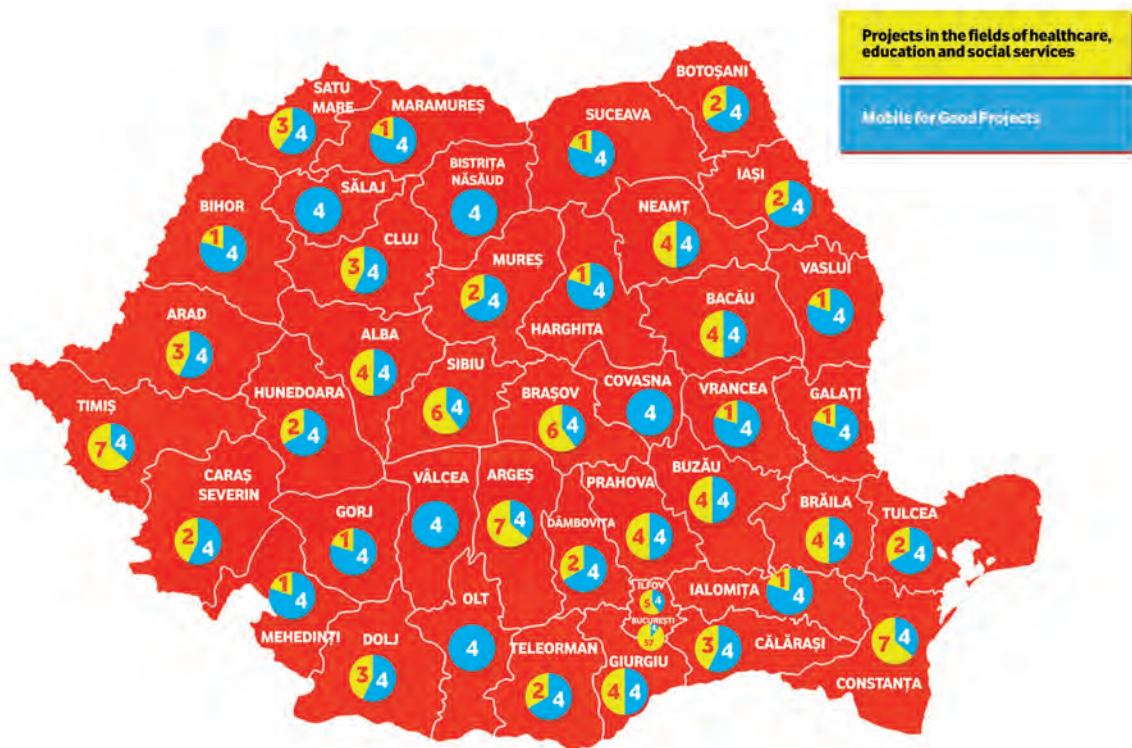 Projects in the fields of healthcare,
education and social services
Mobile for Good Projects
BOTOȘANI
2 4
SATU
MARE
3 4
MARAMUREȘ
1 4
SUCEAVA
1 4
IAȘI
2 4
BISTRIȚA
NĂSĂUD
4
SĂLAJ
4
BIHOR
1 4
CLUJ
3 4
NEAMȚ
4 4
MUREȘ
2 4
HARGHITA
1 4
VASLUI
1 4
BACĂU
4 4
ARAD
3 4
ALBA
4 4
SIBIU
6 4
BRAȘOV
6 4
COVASNA
4
VRANCEA
1 4
GALAȚI
1 4
HUNEDOARA
2 4
TIMIȘ
7 4
CARAȘ
SEVERIN
2 4
GORJ
1 4
VÂLCEA
4
ARGEȘ
7 4
PRAHOVA
4 4
BUZĂU
4 4
BRĂILA
4 4
TULCEA
2 4
DÂMBOVIȚA
2 4
ILFOV
5 4
BUCUREȘTI
4
57
IALOMIȚA
1 4
MEHEDINȚI
1 4
DOLJ
3 4
OLT
4
TELEORMAN
2 4
GIURGIU
4 4
CĂLĂRAȘI
3 4
CONSTANȚA
7 4